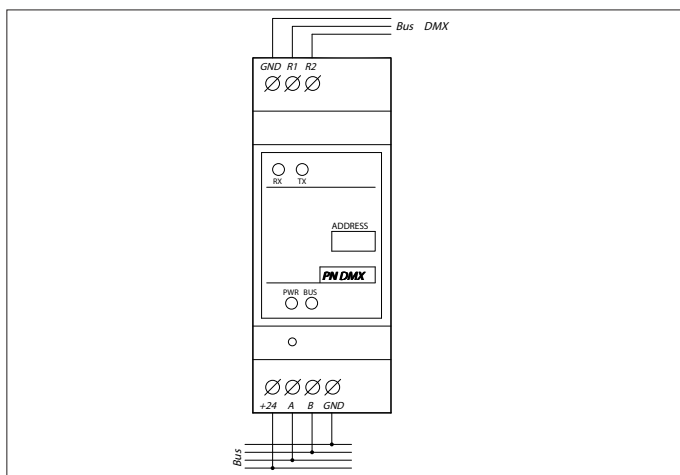 Bus DMX
GND R1 R2
RX TX
ADDRESS
PN DMX
PWR BUS
+24 A B GND
Bus